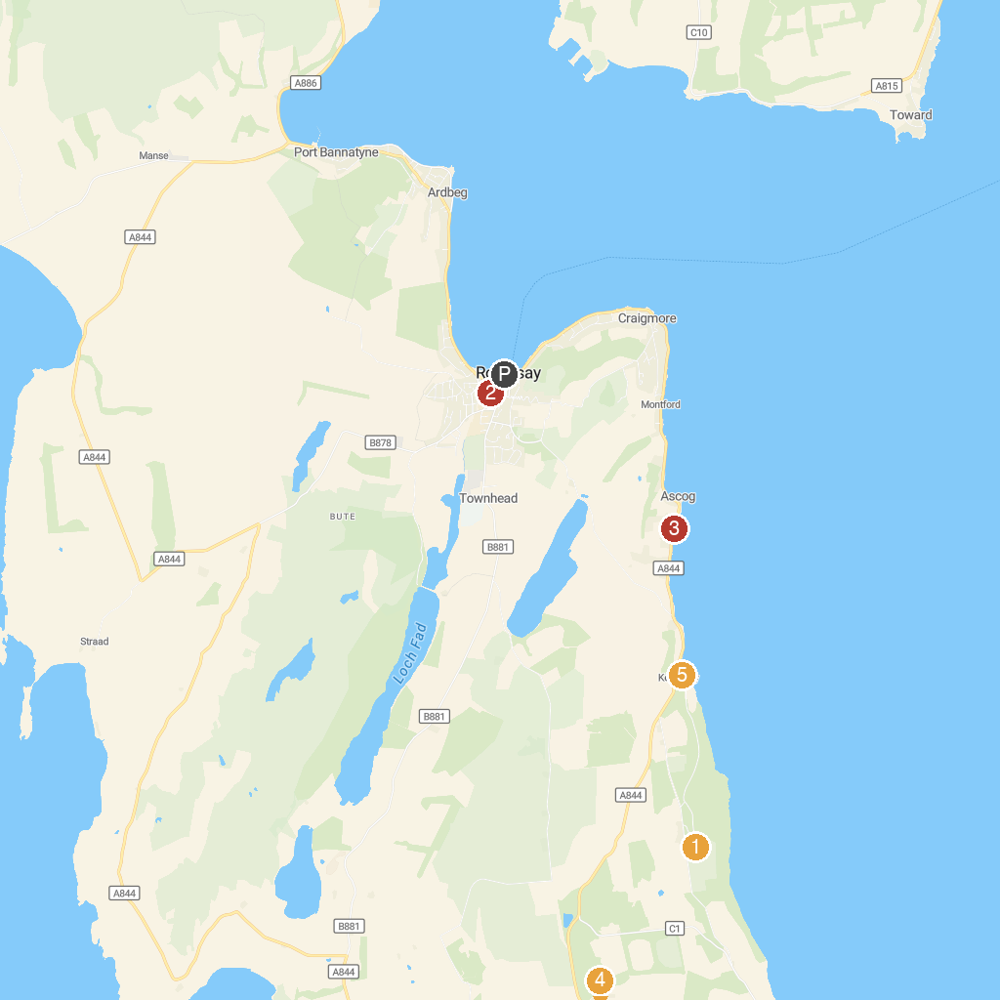 C10
A886
A815
Toward
Port Bannatyne
Manse
Ardbeg
A844
Craigmore
P
2
Montford
B878
A844
Ascog
Townhead
BUTE
3
B881
A844
A844
Straad
Loch Fad
5
B881
A844
1
A844
B881
C1
A844
4